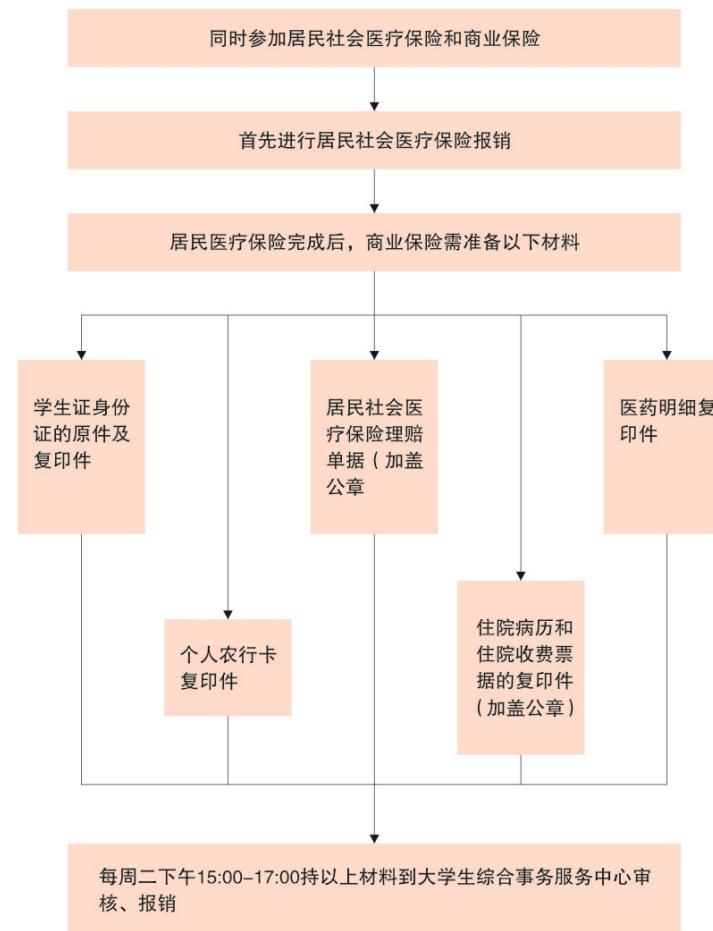 同时参加居民社会医疗保险和商业保险
首先进行居民社会医疗保险报销
居民医疗保险完成后，商业保险需准备以下材料
学生证身份
证的原件及
复印件
居民社会医
疗保险理赔
单据（加盖
公章
医药明细复
印件
个人农行卡
复印件
住院病历和
住院收费票
据的复印件
（加盖公章）
每周二下午15:00–17:00持以上材料到大学生综合事务服务中心审
核、报销